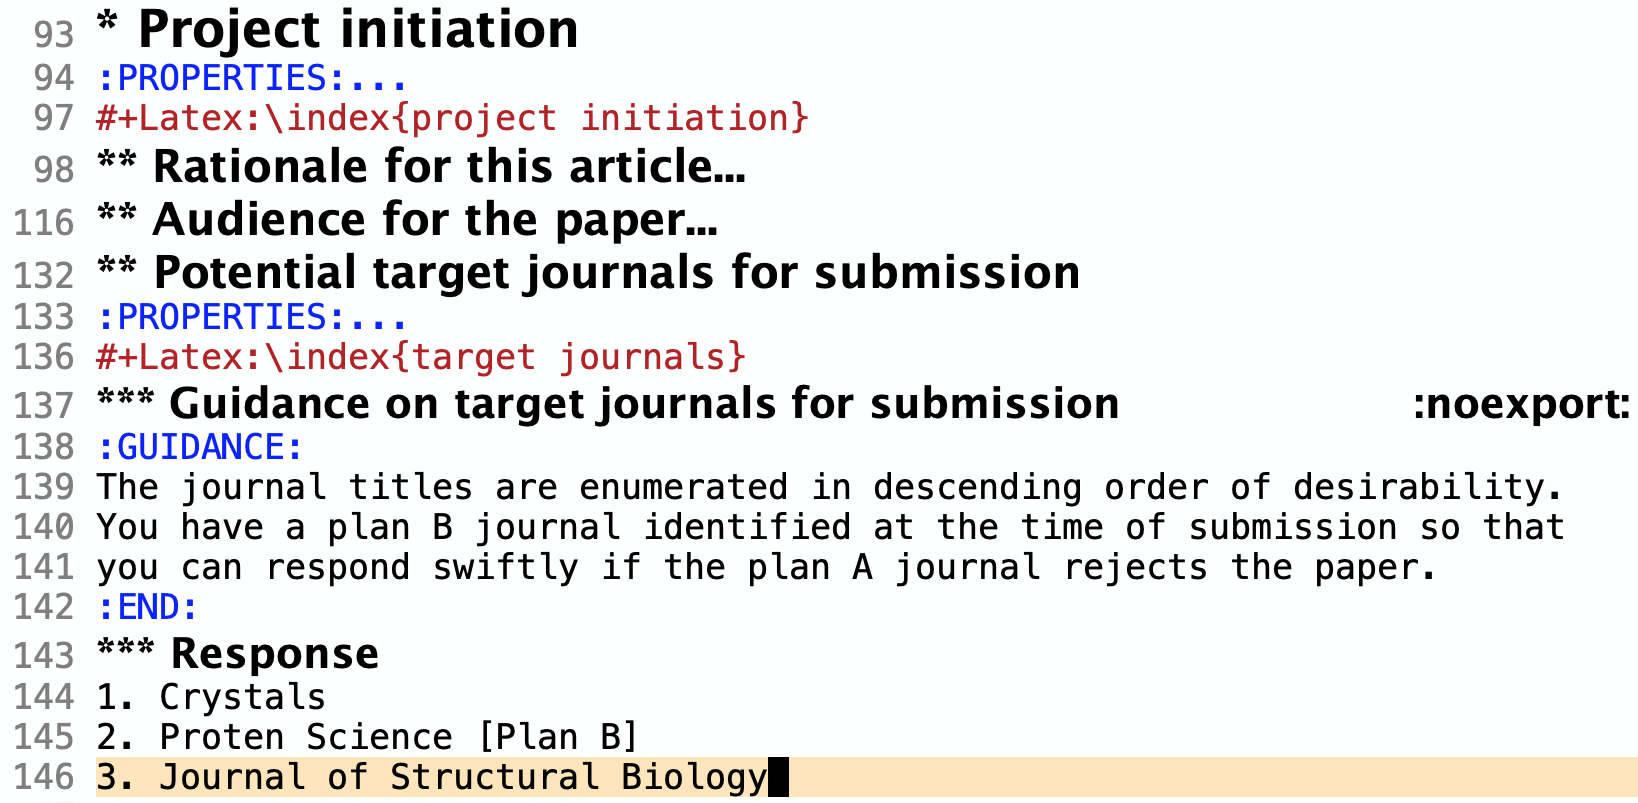 93 * Project initiation
94 :PROPERTIES:...
97 #+Latex:\index{project initiation}
98 ** Rationale for this article...
116 ** Audience for the paper...
132 ** Potential target journals for submission
133 :PROPERTIES:...
136 #+Latex:\index{target journals}
137 *** Guidance on target journals for submission :noexport:
138 :GUIDANCE:
139 The journal titles are enumerated in descending order of desirability.
140 You have a plan B journal identified at the time of submission so that
141 you can respond swiftly if the plan A journal rejects the paper.
142 :END:
143 *** Response
144 1. Crystals
145 2. Proten Science [Plan B]
146 3. Journal of Structural Biology